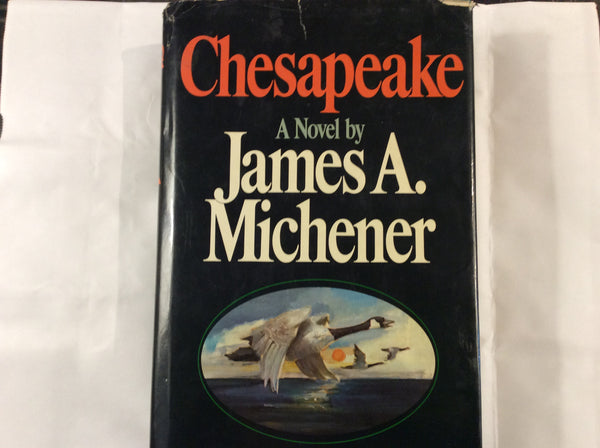 Chesapeake
A Novel by
James A.
Michener